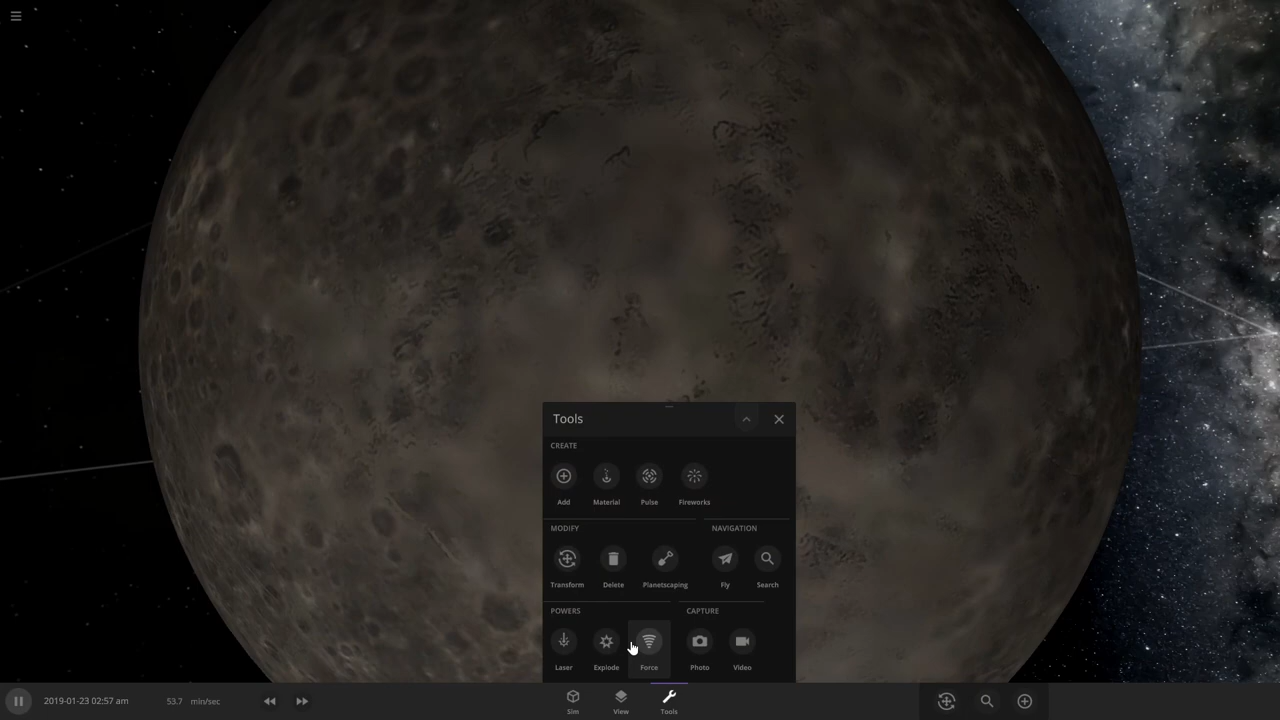 Tools
CREATE
Add Material Pulse Fireworks
MODIFY NAVIGATION
Transform Delete Planetscaping Fly Search
POWERS CAPTURE
Laser Explode Force Photo Video
2019-01-23 02:57 am 53.7 min/sec
Sim View Tools